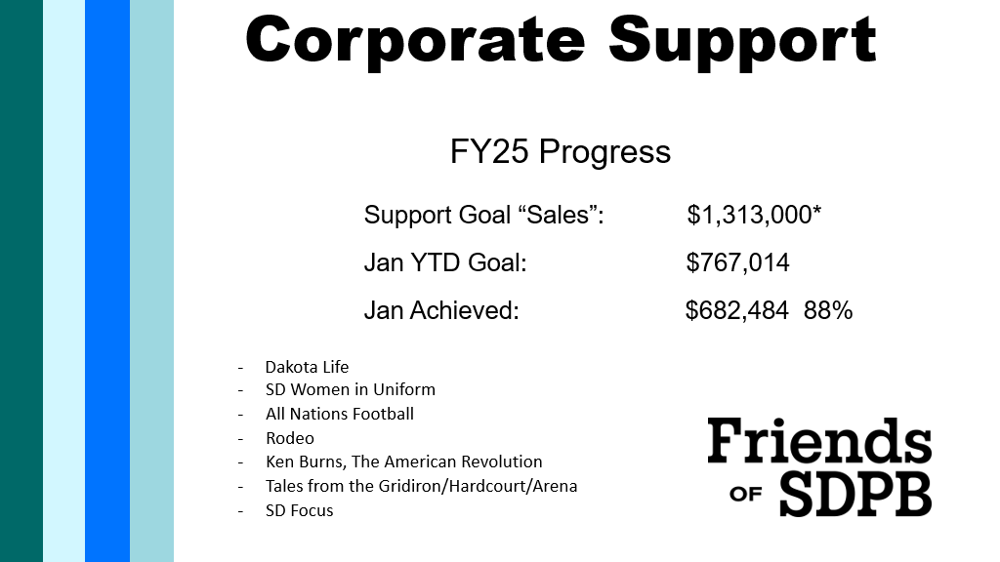 Corporate Support
FY25 Progress
Support Goal “Sales”: $1,313,000*
Jan YTD Goal: $767,014
Jan Achieved: $682,484 88%
- Dakota Life
- SD Women in Uniform
- All Nations Football
- Rodeo
- Ken Burns, The American Revolution
- Tales from the Gridiron/Hardcourt/Arena
- SD Focus
Friends
OF SDPB